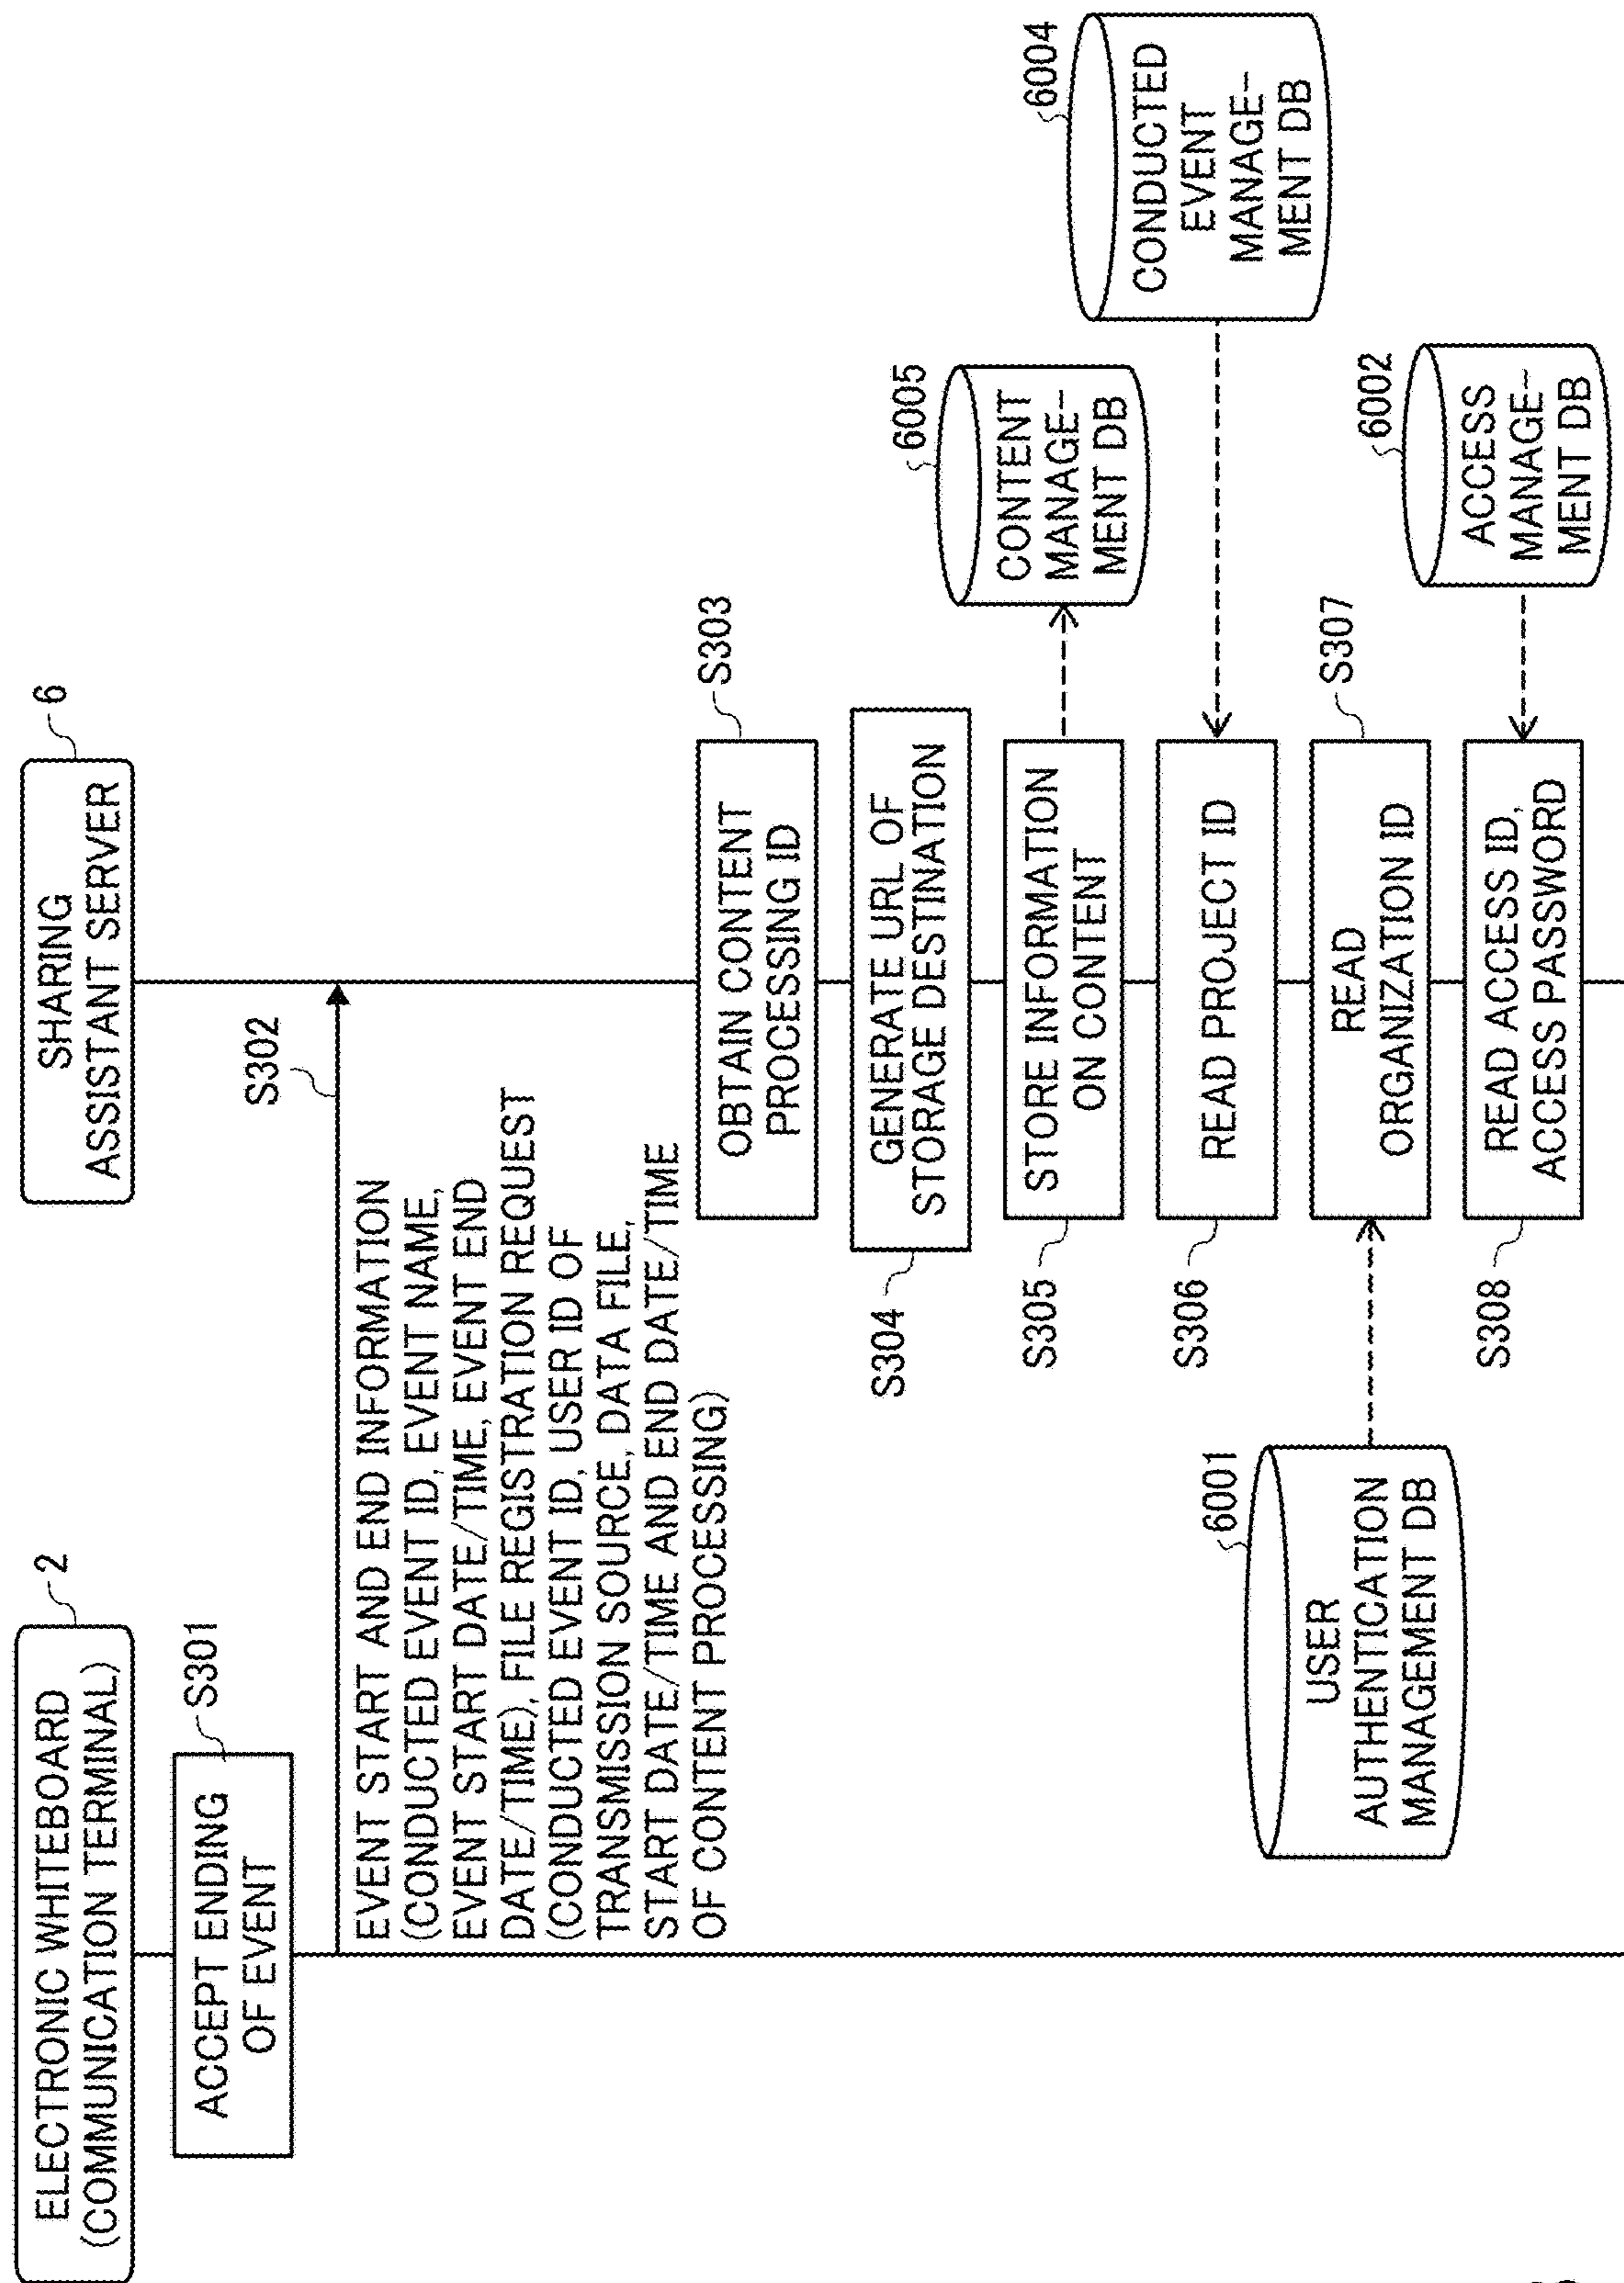 ELECTRONIC WHITEBOARD
(COMMUNICATION TERMINAL)
2
SHARING
ASSISTANT SERVER
6
ACCEPT ENDING
OF EVENT
S301
S302
EVENT START AND END INFORMATION
(CONDUCTED EVENT ID, EVENT NAME,
EVENT START DATE/TIME, EVENT END
DATE/TIME), FILE REGISTRATION REQUEST
(CONDUCTED EVENT ID, USER ID OF
TRANSMISSION SOURCE, DATA FILE,
START DATE/TIME AND END DATE/TIME
OF CONTENT PROCESSING)
OBTAIN CONTENT
PROCESSING ID
S303
GENERATE URL OF
STORAGE DESTINATION
S304
STORE INFORMATION
ON CONTENT
S305
6005
CONTENT
MANAGE-
MENT DB
READ PROJECT ID
S306
6004
CONDUCTED
EVENT
MANAGE-
MENT DB
6001
USER
AUTHENTICATION
MANAGEMENT DB
READ
ORGANIZATION ID
S307
READ ACCESS ID,
ACCESS PASSWORD
S308
6002
ACCESS
MANAGE-
MENT DB